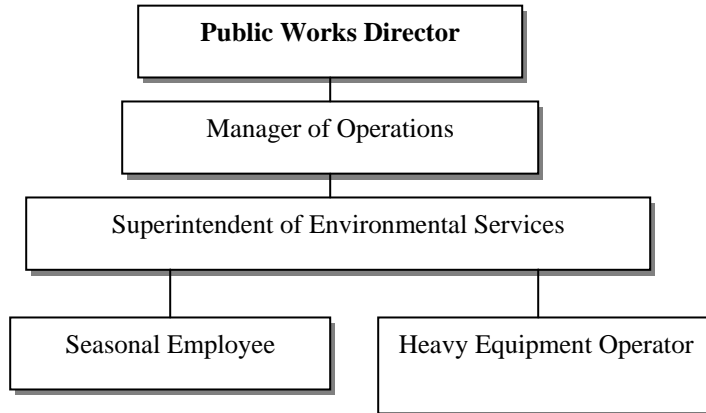 Public Works Director
Manager of Operations
Superintendent of Environmental Services
Seasonal Employee
Heavy Equipment Operator